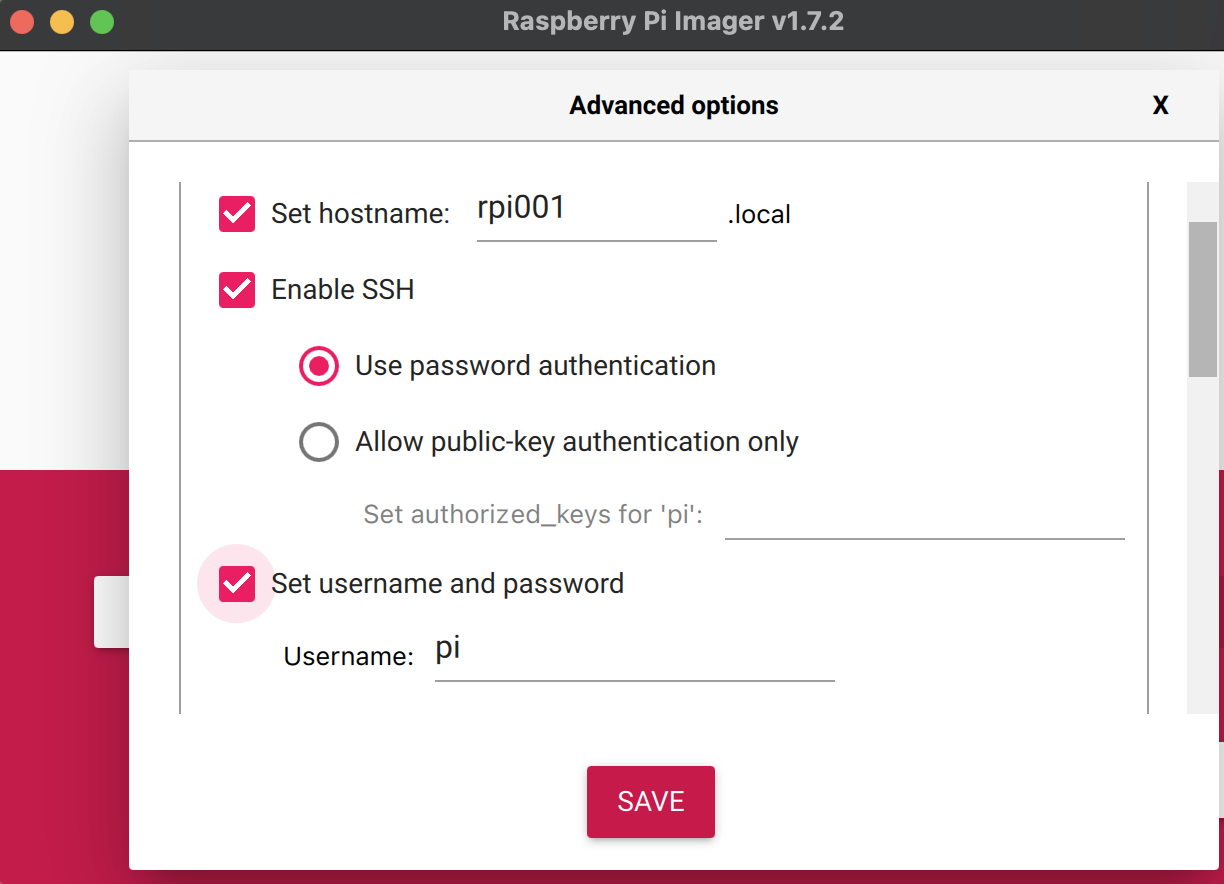 Raspberry Pi Imager v1.7.2
Advanced options X
Set hostname: rpi001 .local
Enable SSH
Use password authentication
Allow public-key authentication only
Set authorized_keys for 'pi':
Set username and password
Username: pi
SAVE